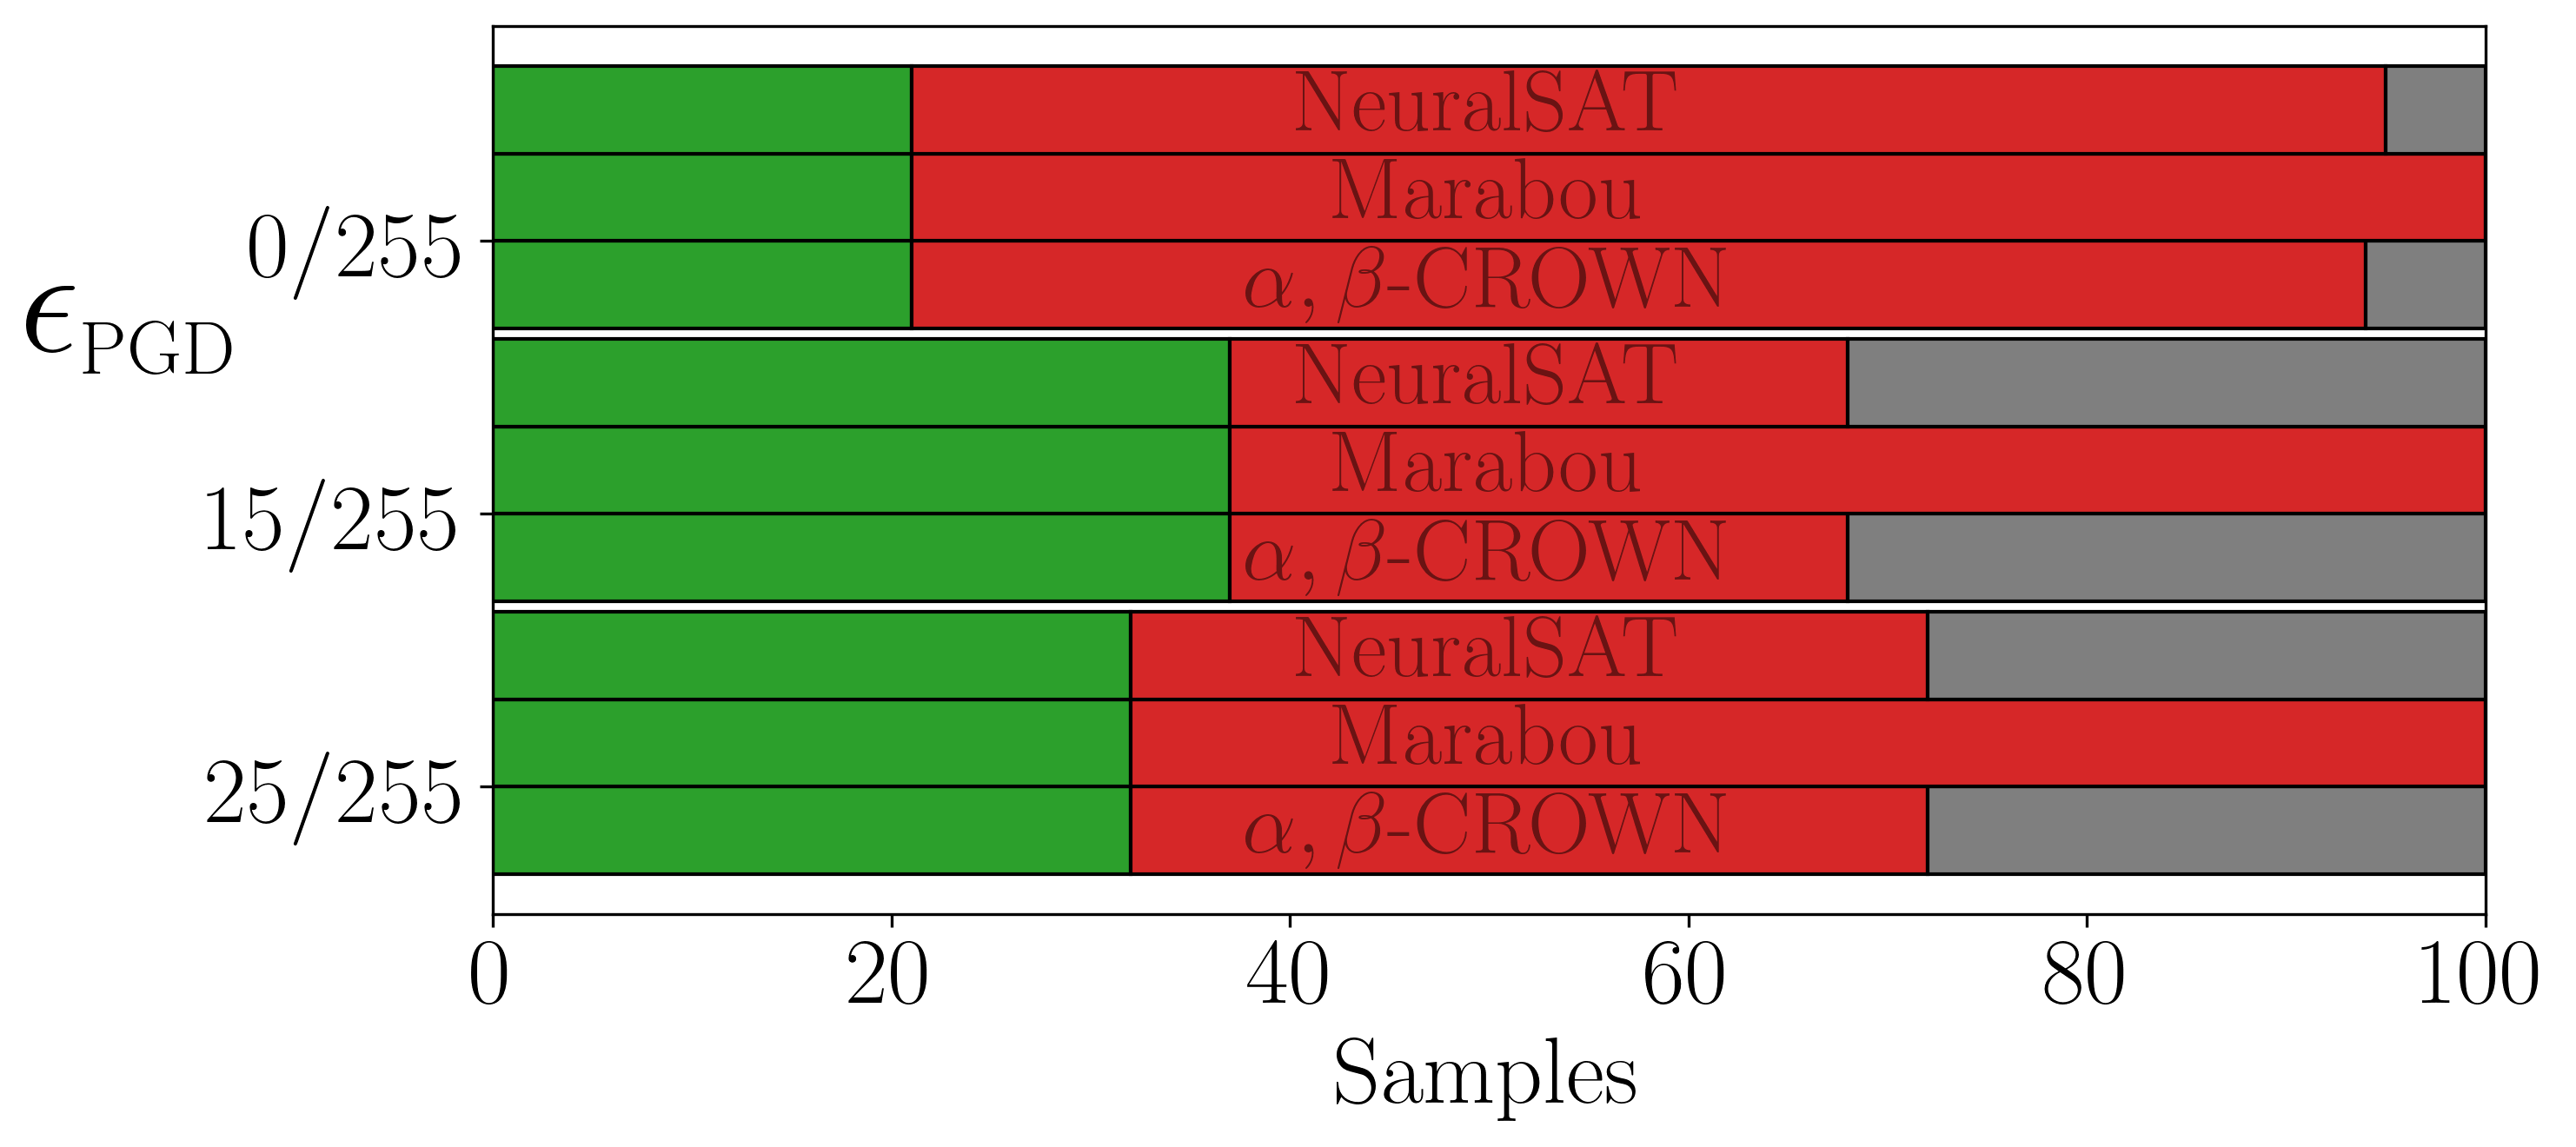 NeuralSAT
Marabou
0/255
α, β-CROWN
ϵPGD
NeuralSAT
Marabou
15/255
α, β-CROWN
NeuralSAT
Marabou
25/255
α, β-CROWN
0 20 40 60 80 100
Samples